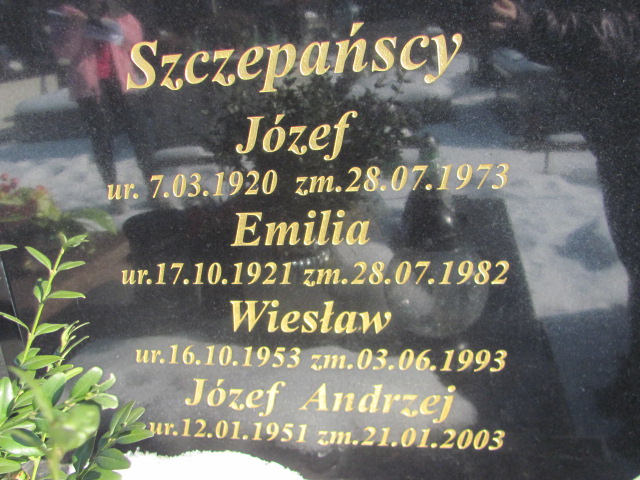 Szczepańscy
Józef
ur. 7.03.1920 zm.28.07.1973
Emilia
ur.17.10.1921 zm.28.07.1982
Wiesław
ur.16.10.1953 zm.03.06.1993
Józef Andrzej
ur.12.01.1951 zm.21.01.2003